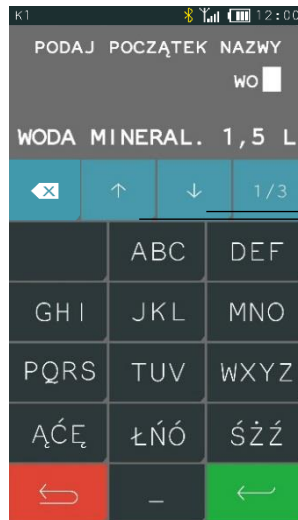 K1 12:00
PODAJ POCZĄTEK NAZWY
WO
WODA MINERAL. 1,5 L
1/3
ABC DEF
GHI JKL MNO
PQRS TUV WXYZ
ĄĆĘ ŁŃÓ ŚŻŹ
_